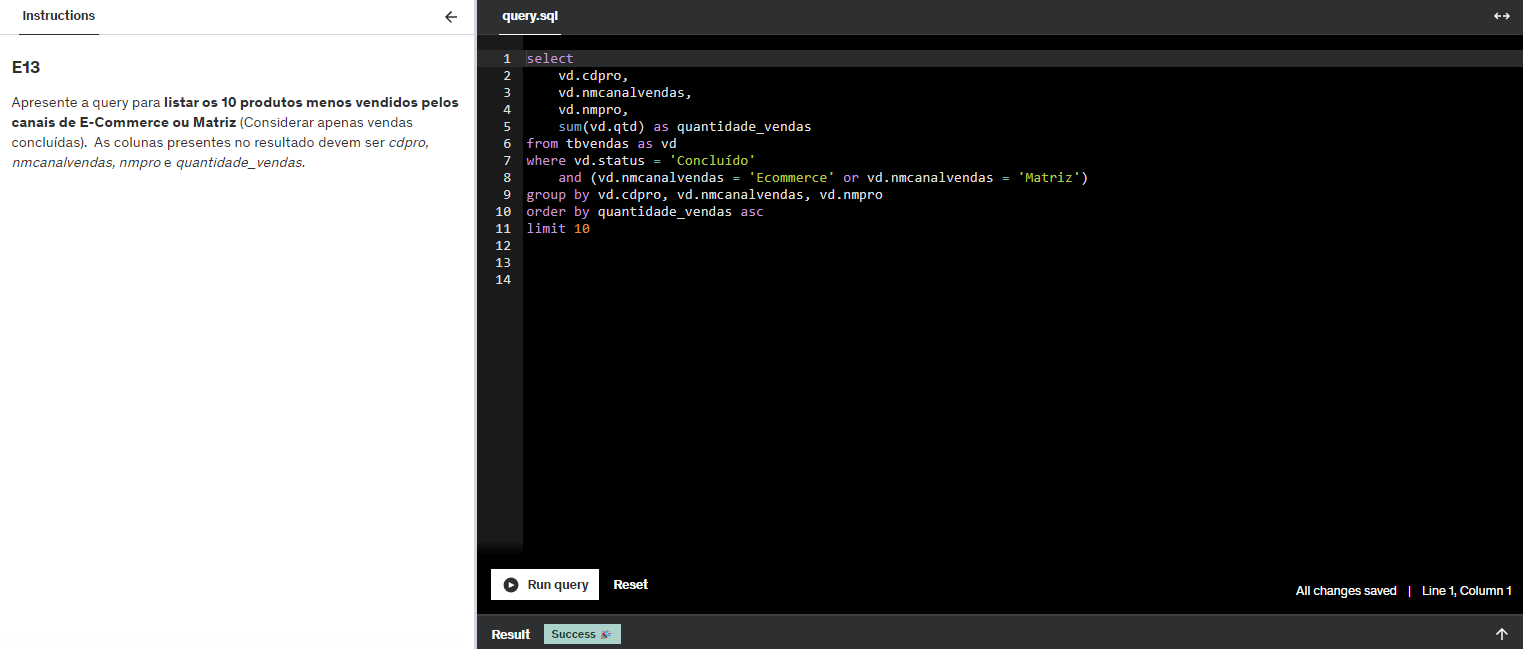 Instructions
E13
Apresente a query para listar os 10 produtos menos vendidos pelos
canais de E-Commerce ou Matriz (Considerar apenas vendas
concluídas).  As colunas presentes no resultado devem ser cdpro,
nmcanalvendas, nmpro e quantidade_vendas.
query.sql
1 select
2     vd.cdpro,
3     vd.nmcanalvendas,
4     vd.nmpro,
5     sum(vd.qtd) as quantidade_vendas
6 from tbvendas as vd
7 where vd.status = 'Concluído'
8     and (vd.nmcanalvendas = 'Ecommerce' or vd.nmcanalvendas = 'Matriz')
9 group by vd.cdpro, vd.nmcanalvendas, vd.nmpro
10 order by quantidade_vendas asc
11 limit 10
12
13
14
Run query Reset
All changes saved | Line 1, Column 1
Result Success